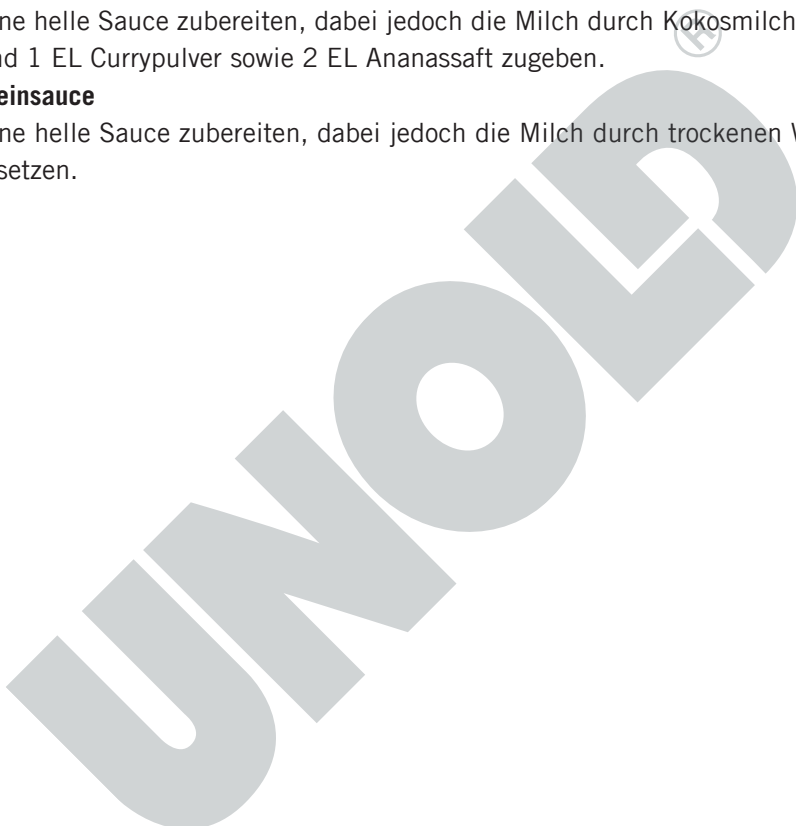 ne helle Sauce zubereiten, dabei jedoch die Milch durch Kokosmilch
nd 1 EL Currypulver sowie 2 EL Ananassaft zugeben.
einsauce
ne helle Sauce zubereiten, dabei jedoch die Milch durch trockenen
setzen.
UNOLD®